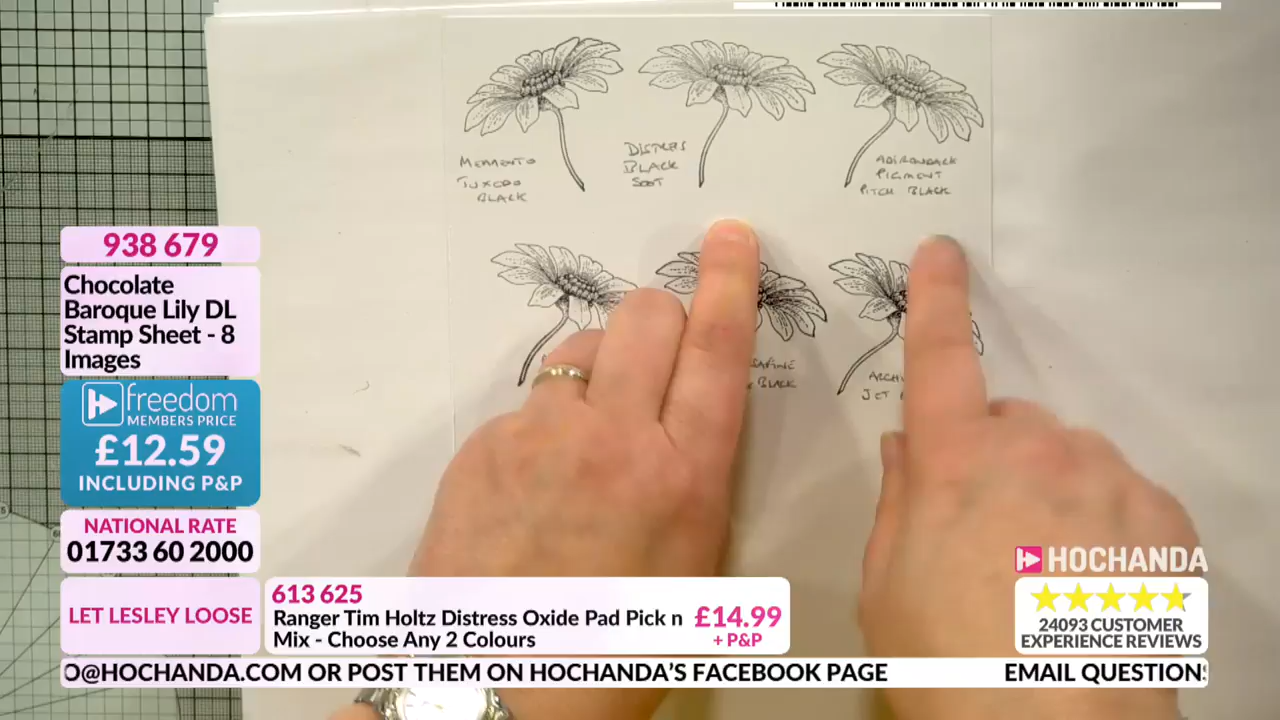 MEMENTO
TUXEDO
BLACK
DISTRESS
BLACK
SOOT
ADIRONDACK
PIGMENT
PITCH BLACK
BLACK
JET
938 679
Chocolate
Baroque Lily DL
Stamp Sheet - 8
Images
freedom
MEMBERS PRICE
£12.59
INCLUDING P&P
NATIONAL RATE
01733 60 2000
LET LESLEY LOOSE
613 625
Ranger Tim Holtz Distress Oxide Pad Pick n
Mix - Choose Any 2 Colours
£14.99
+ P&P
HOCHANDA
24093 CUSTOMER
EXPERIENCE REVIEWS
O@HOCHANDA.COM OR POST THEM ON HOCHANDA'S FACEBOOK PAGE
EMAIL QUESTIONS